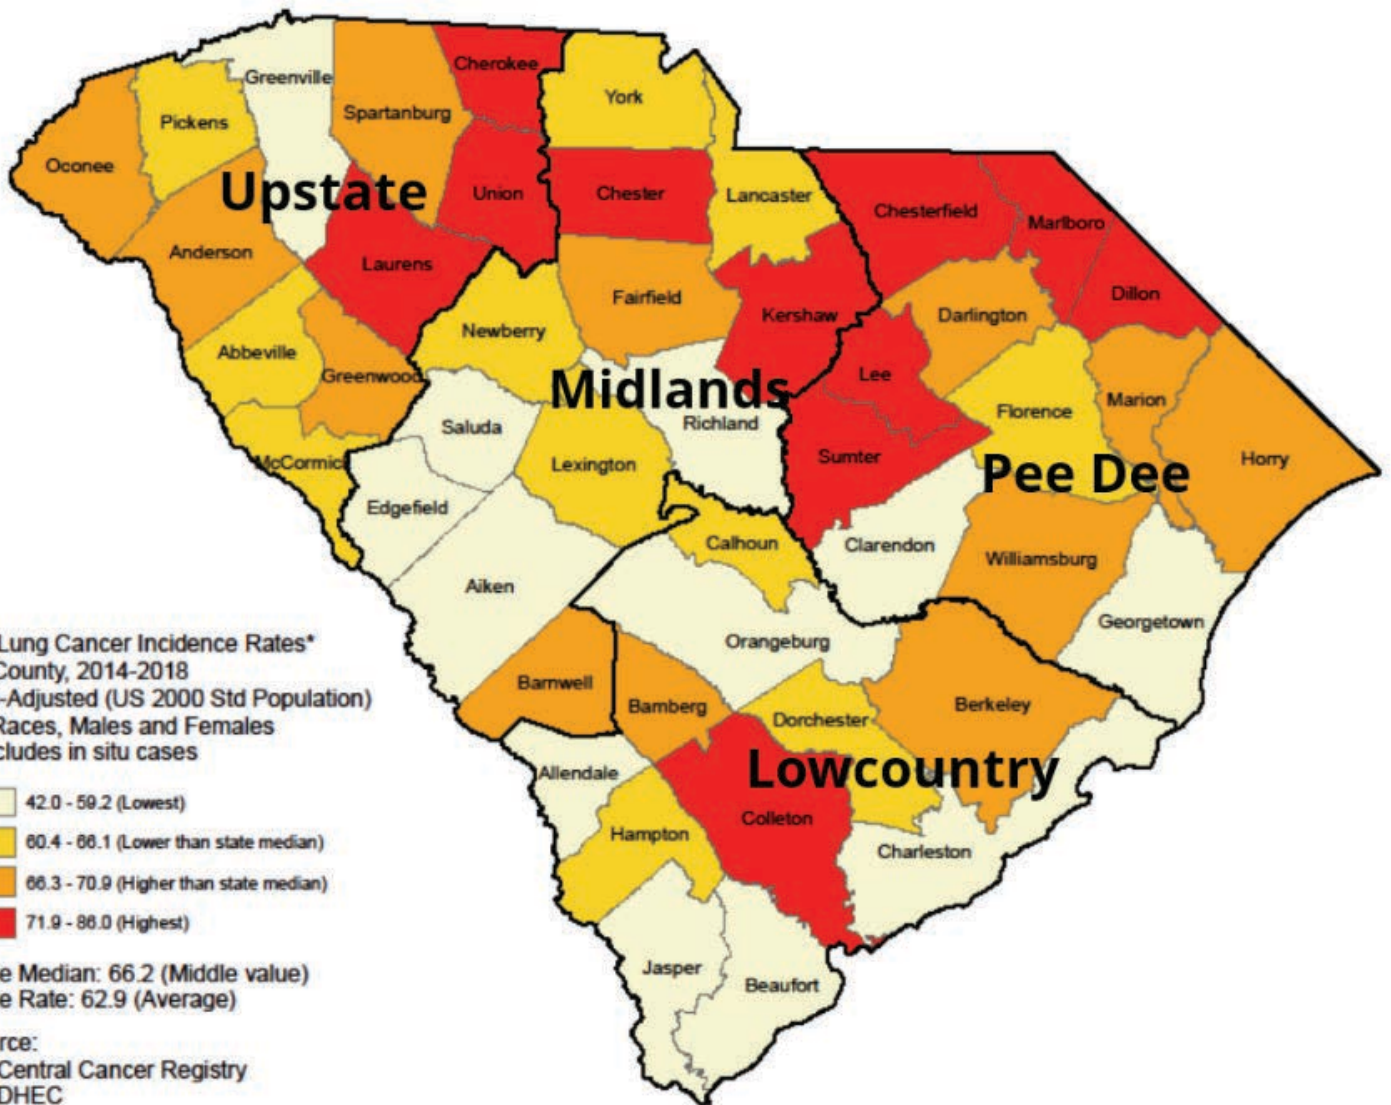 Cherokee
Greenville
York
Spartanburg
Pickens
Oconee
Upstate
Union
Chester
Lancaster
Chesterfield
Marlboro
Anderson
Laurens
Fairfield
Kershaw
Dillon
Darlington
Newberry
Abbeville
Greenwood
Midlands
Lee
Marion
Florence
Saluda
Richland
McCormick
Lexington
Sumter
Pee Dee
Horry
Edgefield
Calhoun
Clarendon
Williamsburg
Aiken
Orangeburg
Georgetown
Barnwell
Bamberg
Dorchester
Berkeley
Allendale
Lowcountry
Hampton
Colleton
Charleston
Jasper
Beaufort
Lung Cancer Incidence Rates*
County, 2014-2018
-Adjusted (US 2000 Std Population)
Races, Males and Females
cludes in situ cases
42.0 - 59.2 (Lowest)
60.4 - 66.1 (Lower than state median)
66.3 - 70.9 (Higher than state median)
71.9 - 86.0 (Highest)
e Median: 66.2 (Middle value)
e Rate: 62.9 (Average)
rce:
Central Cancer Registry
DHEC